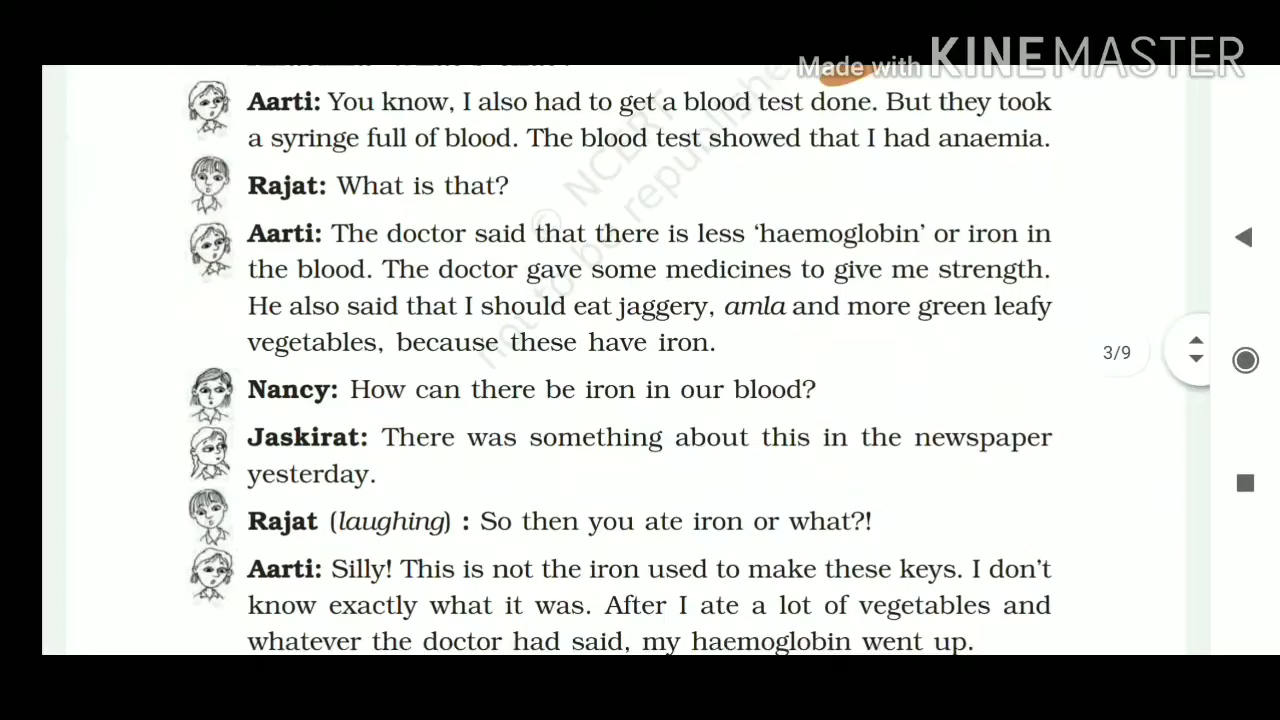 Made with KINEMASTER
Aarti: You know, I also had to get a blood test done. But they took
a syringe full of blood. The blood test showed that I had anaemia.
Rajat: What is that?
Aarti: The doctor said that there is less ‘haemoglobin’ or iron in
the blood. The doctor gave some medicines to give me strength.
He also said that I should eat jaggery, amla and more green leafy
vegetables, because these have iron.
Nancy: How can there be iron in our blood?
Jaskirat: There was something about this in the newspaper
yesterday.
Rajat (laughing) : So then you ate iron or what?!
Aarti: Silly! This is not the iron used to make these keys. I don’t
know exactly what it was. After I ate a lot of vegetables and
whatever the doctor had said, my haemoglobin went up.
3/9
© NCERT
not to be republished